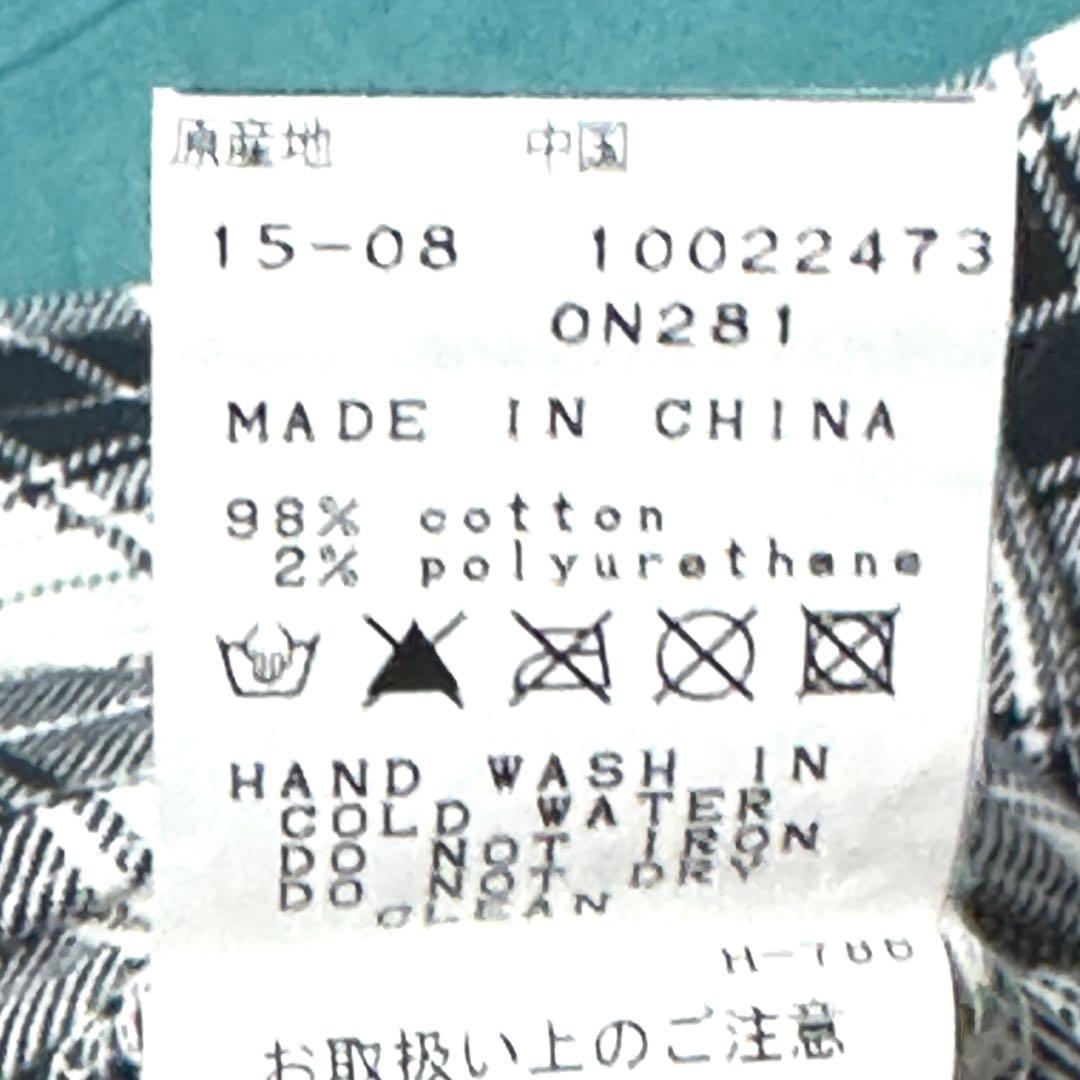 原産地 中国
15-08 10022473
0N281
MADE IN CHINA
98% cotton
2% polyurethane
HAND WASH IN
COLD WATER
DO NOT IRON
DO NOT DRY
CLEAN
お取扱い上のご注意